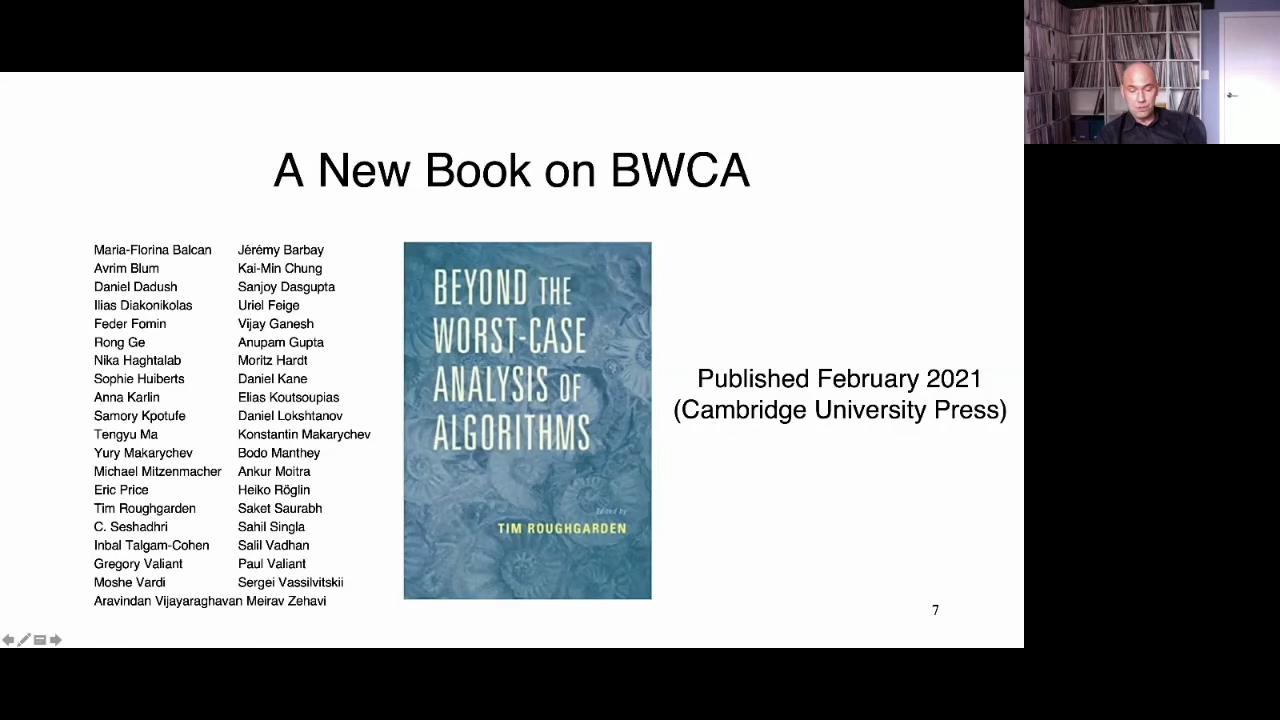 A New Book on BWCA
Maria-Florina Balcan Jérémy Barbay
Avrim Blum Kai-Min Chung
Daniel Dadush Sanjoy Dasgupta
Ilias Diakonikolas Uriel Feige
Feder Fomin Vijay Ganesh
Rong Ge Anupam Gupta
Nika Haghtalab Moritz Hardt
Sophie Huiberts Daniel Kane
Anna Karlin Elias Koutsoupias
Samory Kpotufe Daniel Lokshtanov
Tengyu Ma Konstantin Makarychev
Yury Makarychev Bodo Manthey
Michael Mitzenmacher Ankur Moitra
Eric Price Heiko Röglin
Tim Roughgarden Saket Saurabh
C. Seshadhri Sahil Singla
Inbal Talgam-Cohen Salil Vadhan
Gregory Valiant Paul Valiant
Moshe Vardi Sergei Vassilvitskii
Aravindan Vijayaraghavan Meirav Zehavi
BEYOND THE
WORST-CASE
ANALYSIS OF
ALGORITHMS
Edited by
TIM ROUGHGARDEN
Published February 2021
(Cambridge University Press)
7